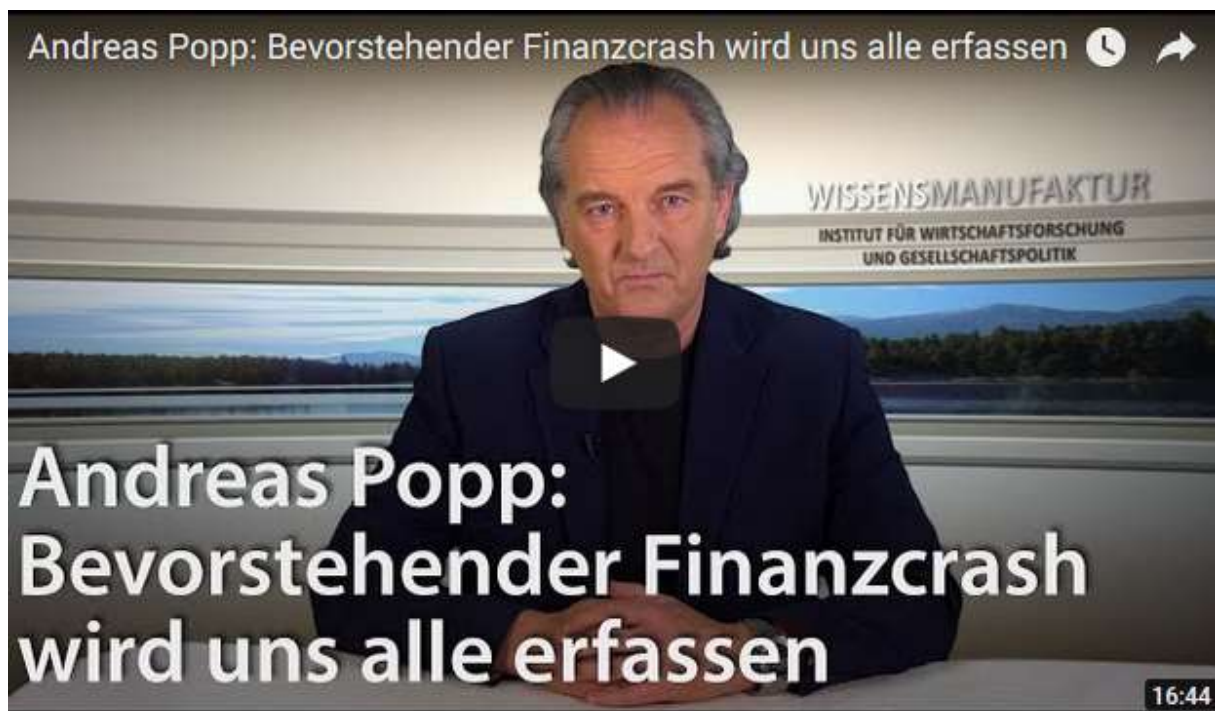 Andreas Popp: Bevorstehender Finanzcrash wird uns alle erfassen
WISSENSMANUFAKTUR
INSTITUT FÜR WIRTSCHAFTSFORSCHUNG
UND GESELLSCHAFTSPOLITIK
Andreas Popp:
Bevorstehender Finanzcrash
wird uns alle erfassen
16:44